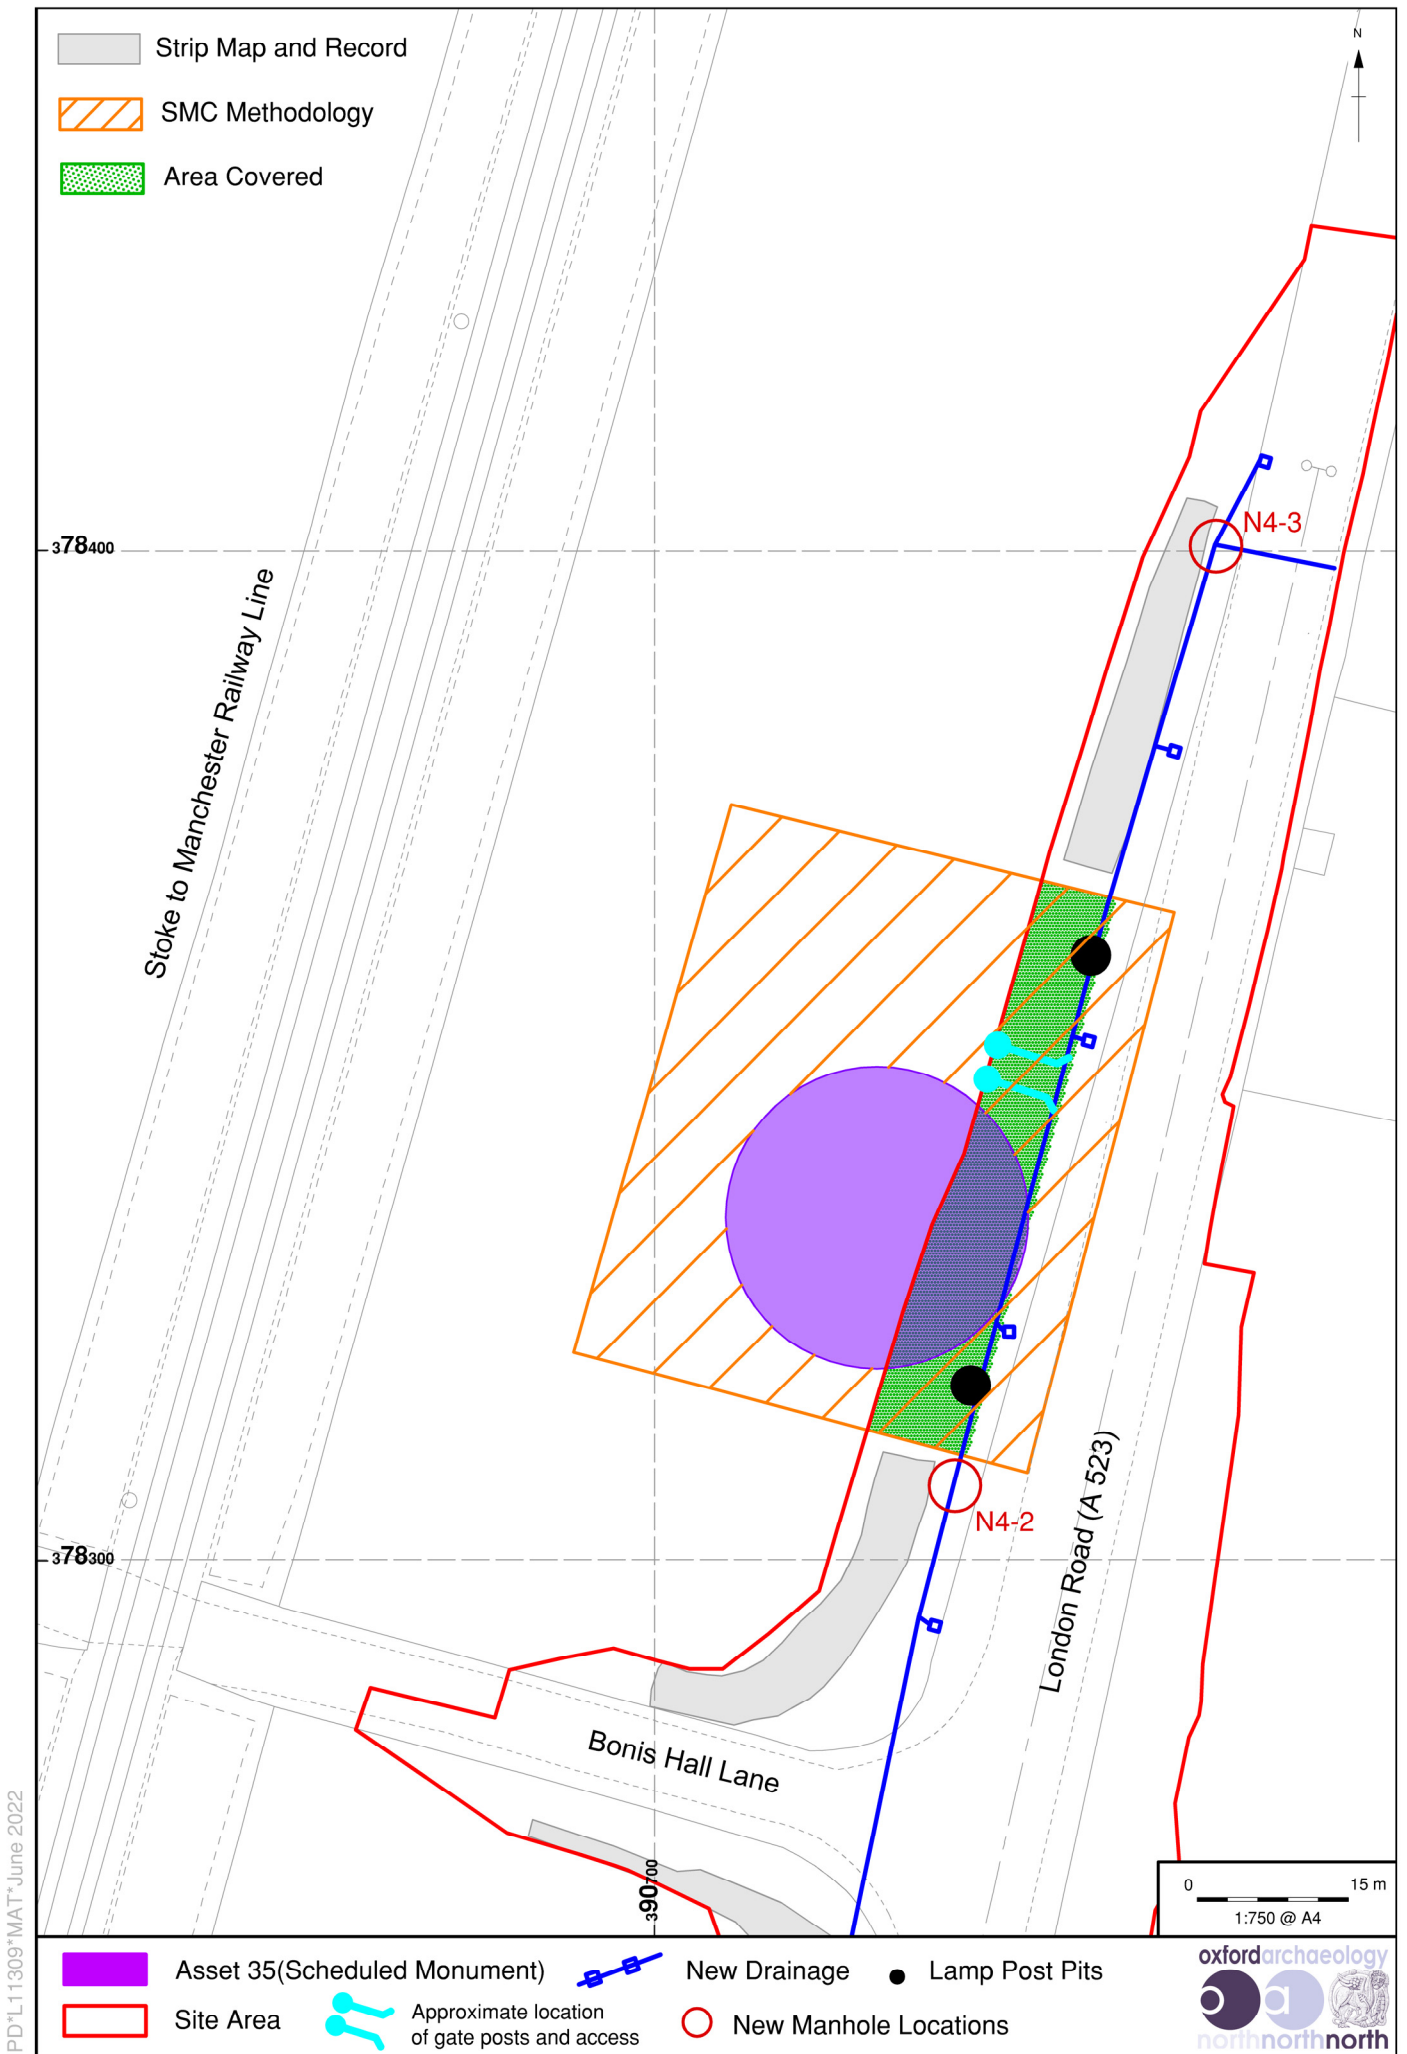 Strip Map and Record
SMC Methodology
Area Covered
N
N4-3
378400
Stoke to Manchester Railway Line
N4-2
London Road (A 523)
378300
Bonis Hall Lane
390700
0 15 m
1:750 @ A4
PD*L11309*MAT*June 2022
Asset 35(Scheduled Monument)
New Drainage
Lamp Post Pits
Site Area
Approximate location
of gate posts and access
New Manhole Locations
oxfordarchaeology
oa
northnorthnorth